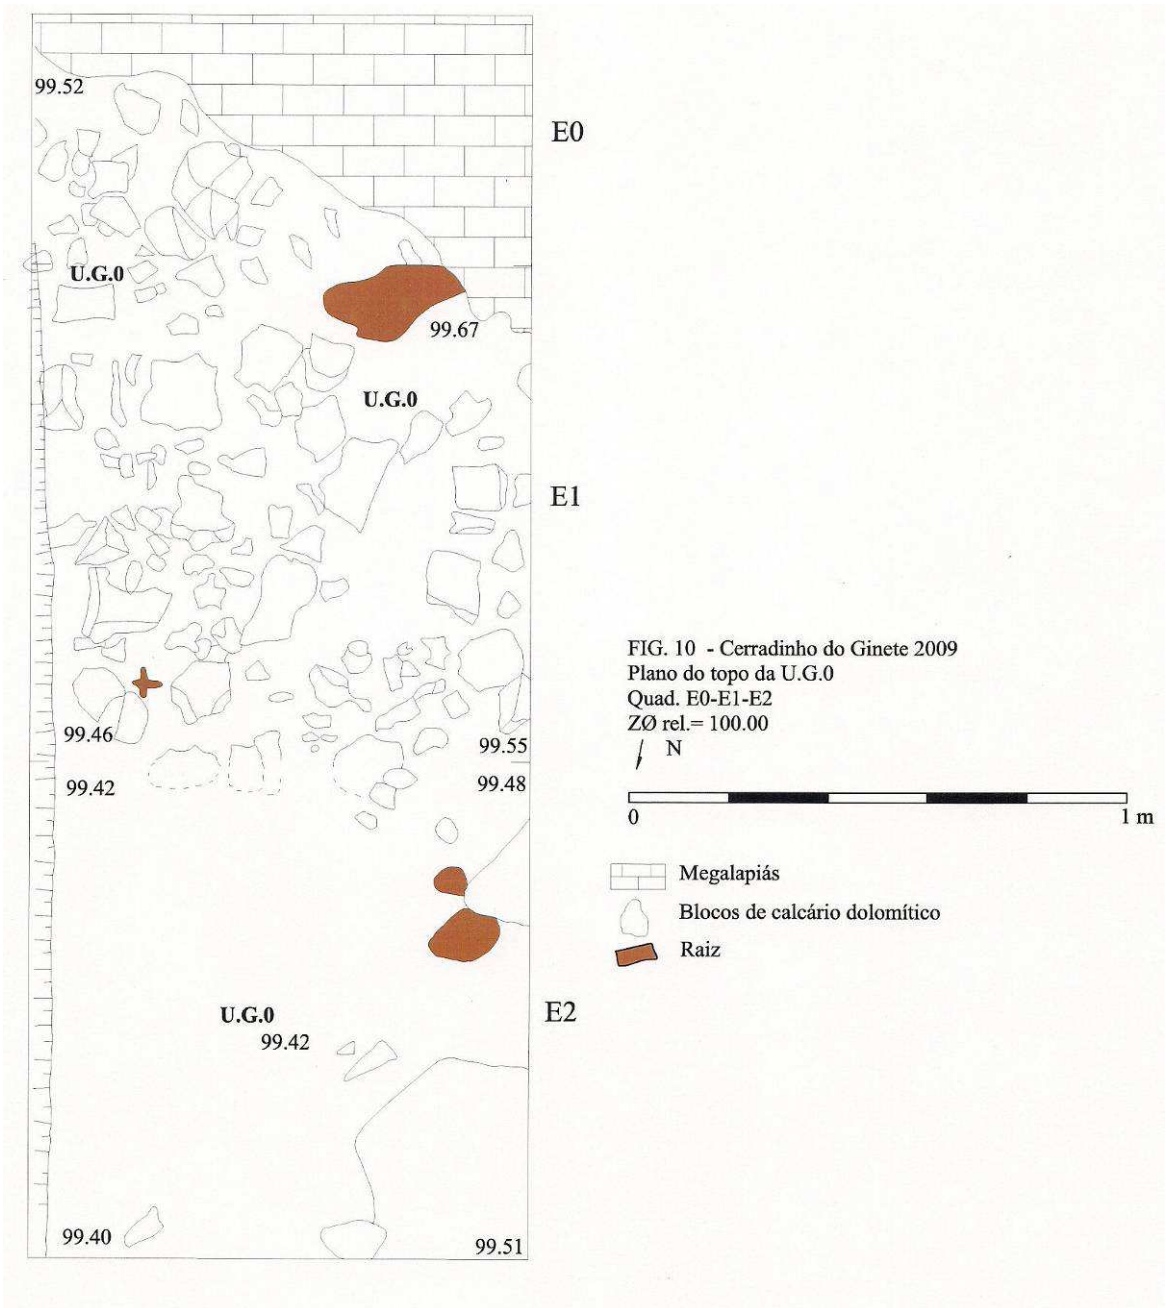 99.52
E0
U.G.0
99.67
U.G.0
E1
FIG. 10 - Cerradinho do Ginete 2009
Plano do topo da U.G.0
Quad. E0-E1-E2
ZØ rel.= 100.00
N
99.46
99.55
99.42
99.48
0 1 m
Megalapiás
Blocos de calcário dolomítico
Raiz
U.G.0
E2
99.42
99.40
99.51